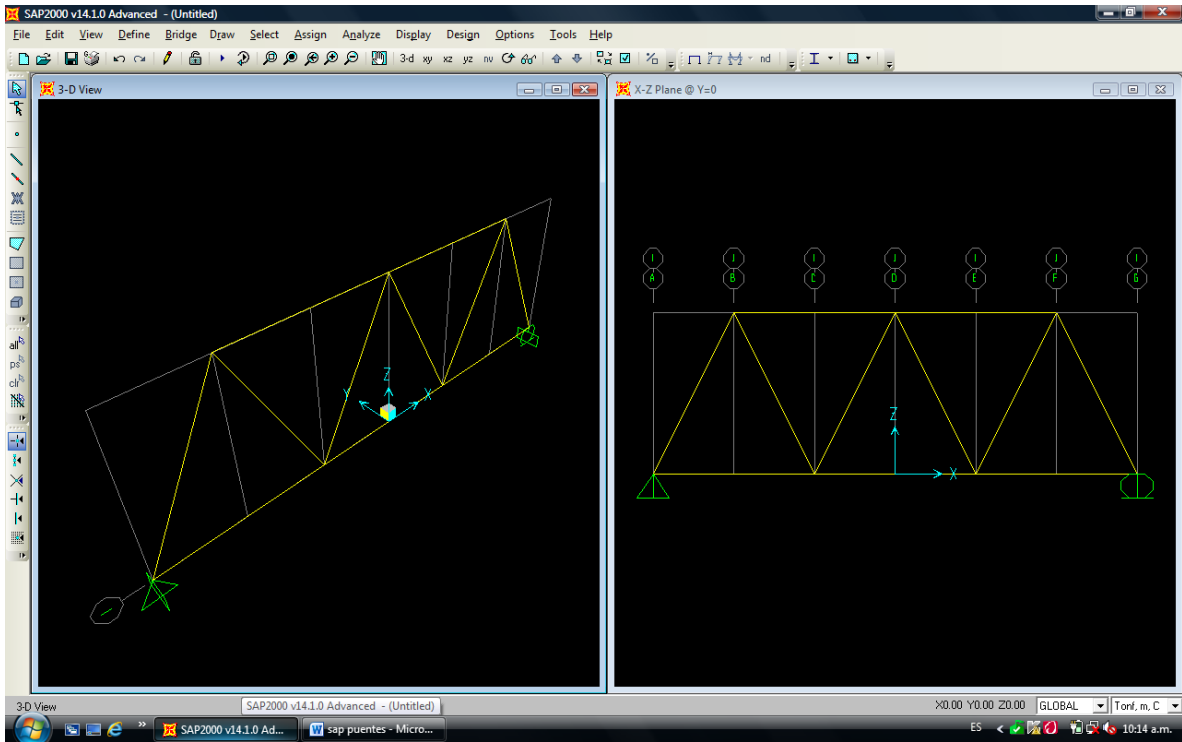 SAP2000 v14.1.0 Advanced - (Untitled)
File Edit View Define Bridge Draw Select Assign Analyze Display Design Options Tools Help
3-d xy xz yz nv nd
3-D View
X-Z Plane @ Y=0
all
ps
clr
A B C D E F G
Z
Y X
Z
X
3-D View
SAP2000 v14.1.0 Advanced - (Untitled)
X0.00 Y0.00 Z0.00 GLOBAL Tonf, m, C
SAP2000 v14.1.0 Ad... sap puentes - Micro... ES 10:14 a.m.